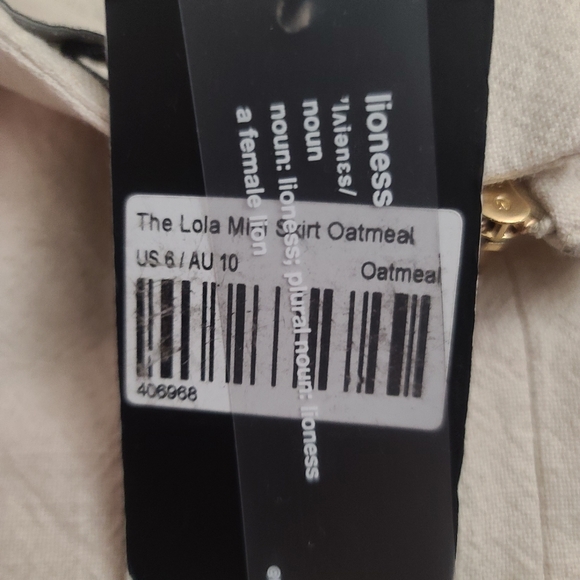 lioness
'lʌienɛs/
noun
noun: lioness; plural noun: lioness
a female lion
The Lola Mini Skirt Oatmeal
US 6 / AU 10
Oatmeal
406968